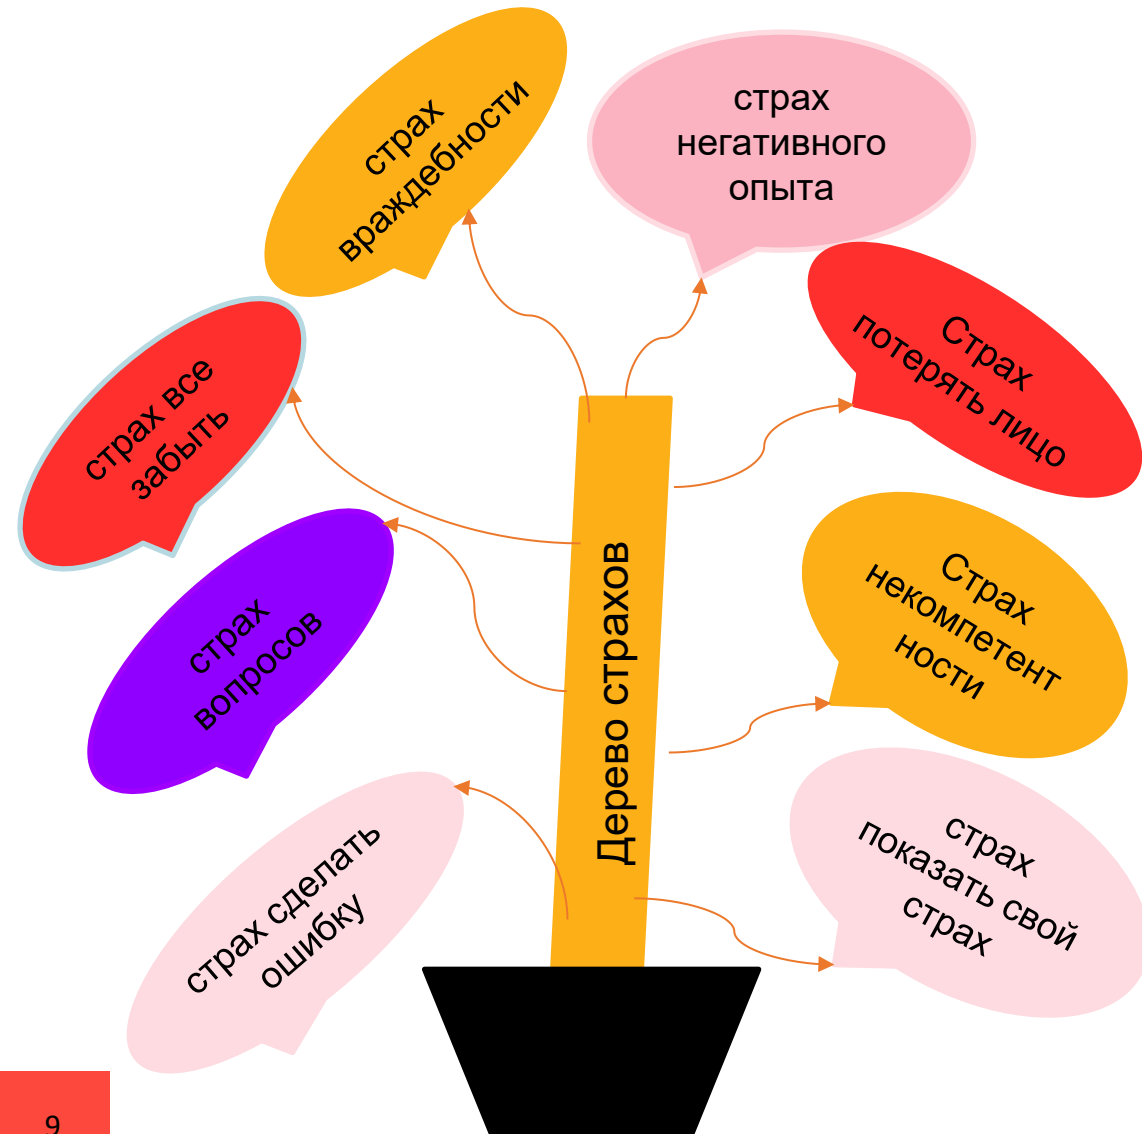 страх
враждебности
страх
негативного
опыта
страх все
забыть
Страх
потерять лицо
страх
вопросов
Страх
некомпетент
ности
страх сделать
ошибку
страх
показать свой
страх
Дерево страхов
9